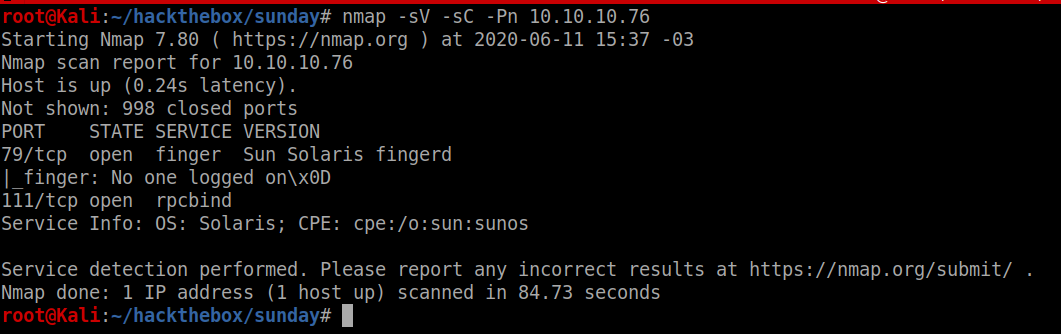 root@Kali:~/hackthebox/sunday# nmap -sV -sC -Pn 10.10.10.76
Starting Nmap 7.80 ( https://nmap.org ) at 2020-06-11 15:37 -03
Nmap scan report for 10.10.10.76
Host is up (0.24s latency).
Not shown: 998 closed ports
PORT    STATE SERVICE VERSION
79/tcp  open  finger  Sun Solaris fingerd
|_finger: No one logged on\x0D
111/tcp open  rpcbind
Service Info: OS: Solaris; CPE: cpe:/o:sun:sunos

Service detection performed. Please report any incorrect results at https://nmap.org/submit/ .
Nmap done: 1 IP address (1 host up) scanned in 84.73 seconds
root@Kali:~/hackthebox/sunday#